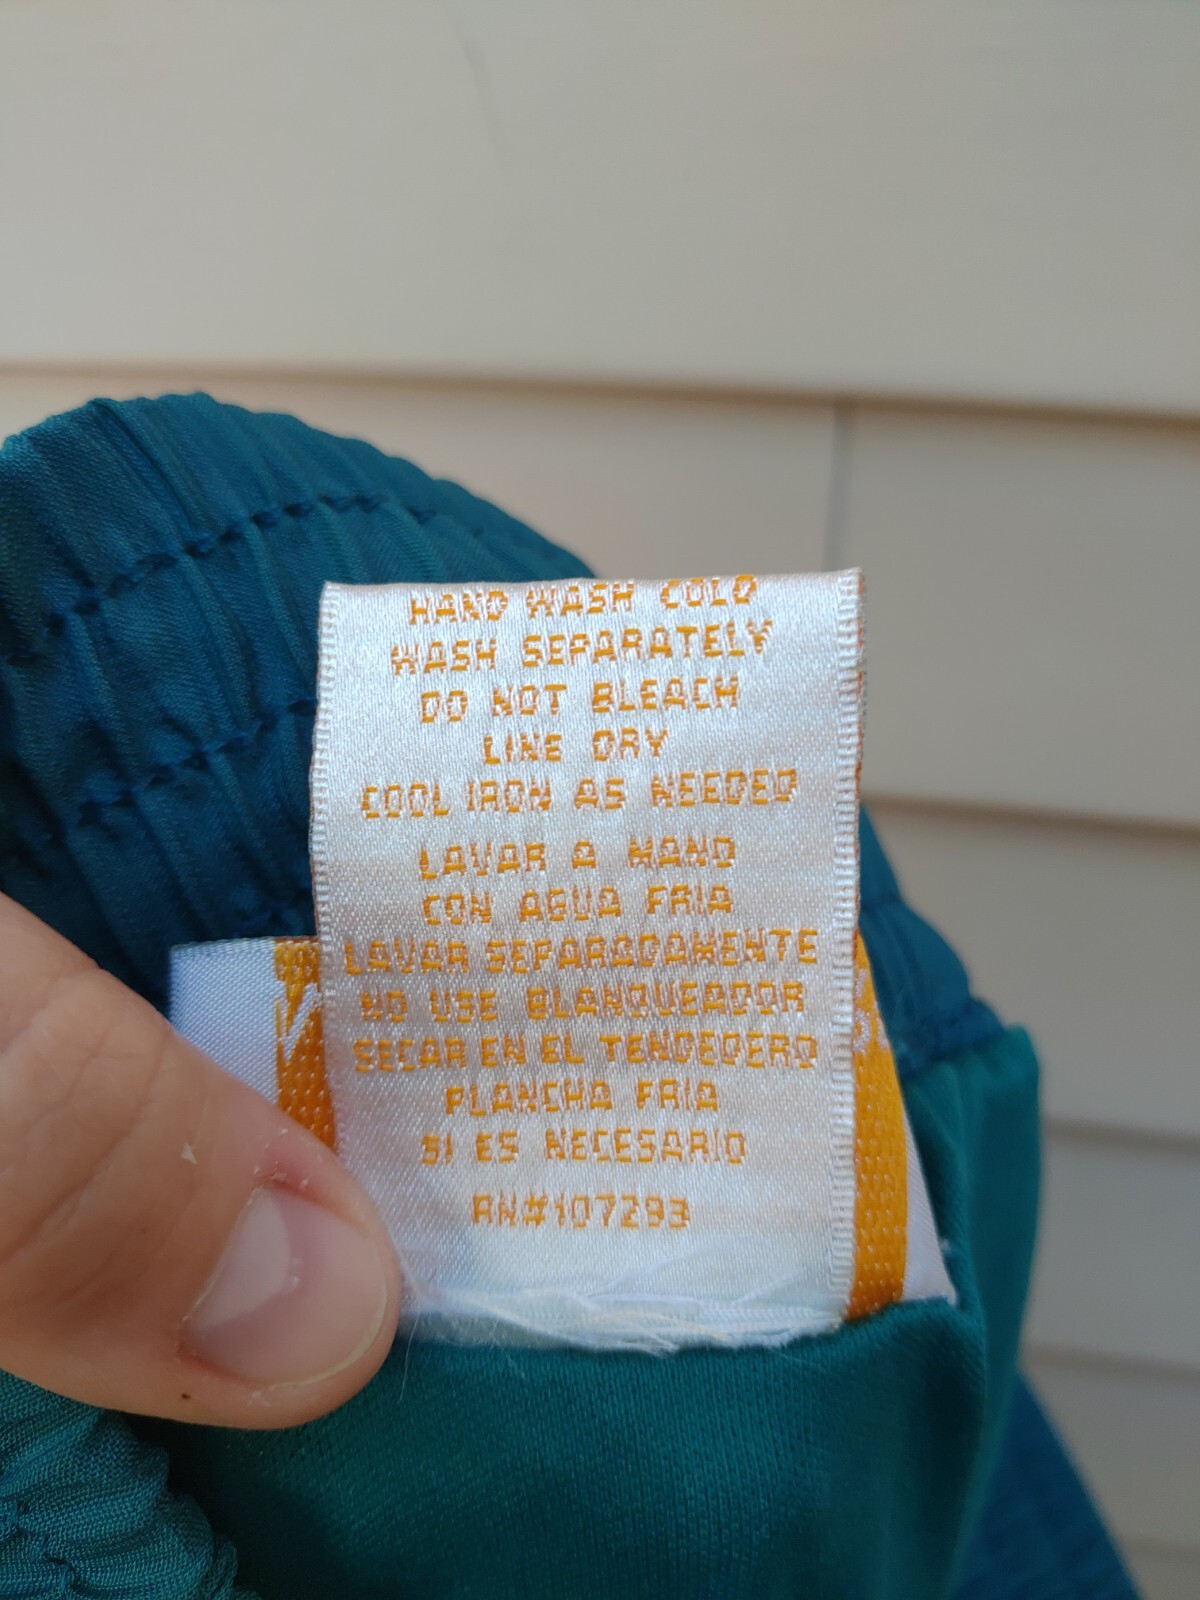 HAND WASH COLD
WASH SEPARATELY
DO NOT BLEACH
LINE DRY
COOL IRON AS NEEDED
LAVAR A MANO
CON AGUA FRIA
LAVAR SEPARADAMENTE
NO USE BLANQUEADOR
SECAR EN EL TENDEDERO
PLANCHA FRIA
SI ES NECESARIO
RN#107293